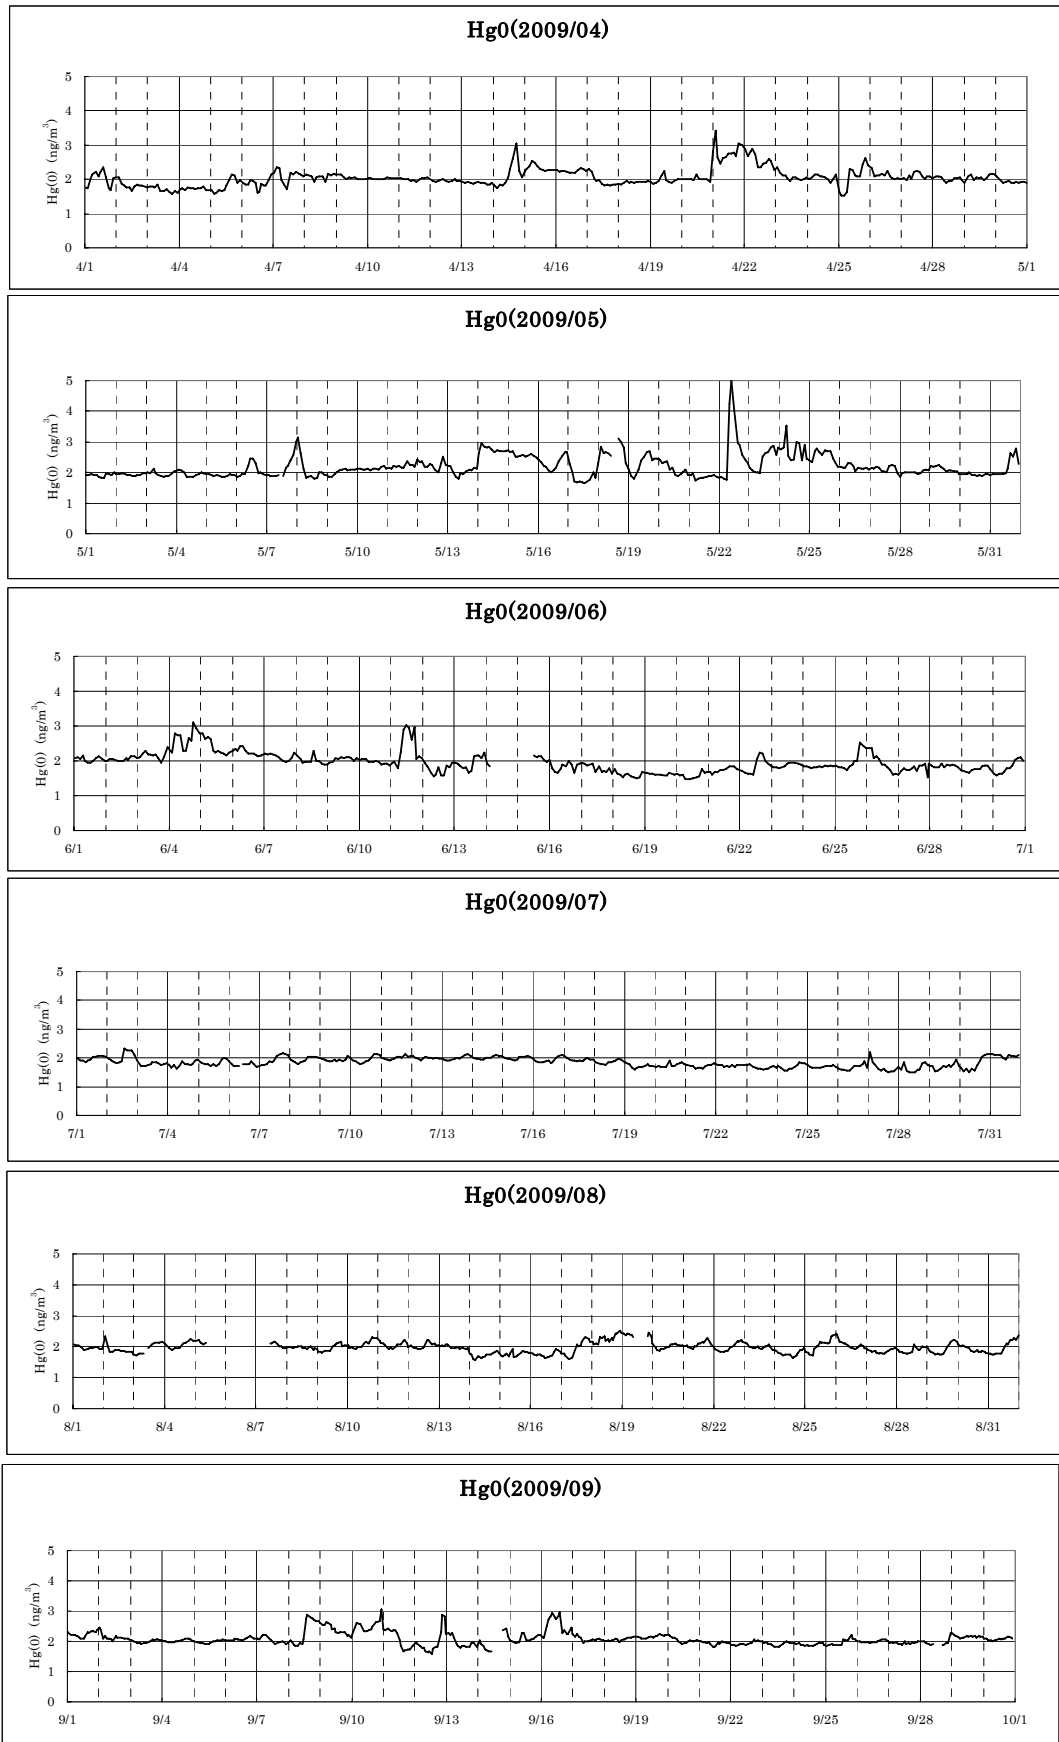 Hg0(2009/04)
Hg(0) (ng/m³)
5
4
3
2
1
0
4/1 4/4 4/7 4/10 4/13 4/16 4/19 4/22 4/25 4/28 5/1
Hg0(2009/05)
Hg(0) (ng/m³)
5
4
3
2
1
0
5/1 5/4 5/7 5/10 5/13 5/16 5/19 5/22 5/25 5/28 5/31
Hg0(2009/06)
Hg(0) (ng/m³)
5
4
3
2
1
0
6/1 6/4 6/7 6/10 6/13 6/16 6/19 6/22 6/25 6/28 7/1
Hg0(2009/07)
Hg(0) (ng/m³)
5
4
3
2
1
0
7/1 7/4 7/7 7/10 7/13 7/16 7/19 7/22 7/25 7/28 7/31
Hg0(2009/08)
Hg(0) (ng/m³)
5
4
3
2
1
0
8/1 8/4 8/7 8/10 8/13 8/16 8/19 8/22 8/25 8/28 8/31
Hg0(2009/09)
Hg(0) (ng/m³)
5
4
3
2
1
0
9/1 9/4 9/7 9/10 9/13 9/16 9/19 9/22 9/25 9/28 10/1